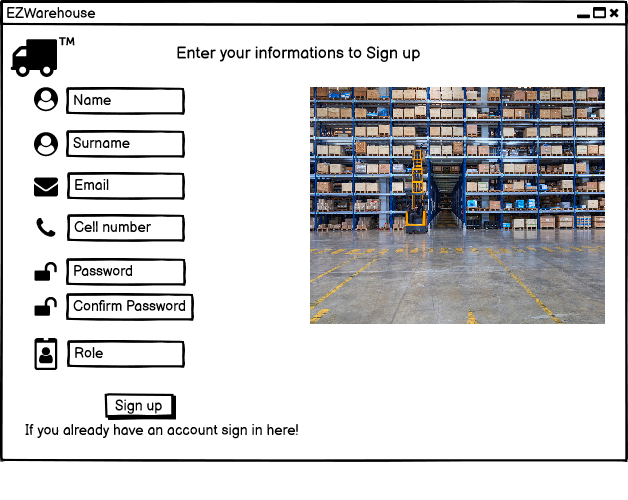 EZWarehouse
TM
Enter your informations to Sign up
Name
Surname
Email
Cell number
Password
Confirm Password
Role
Sign up
If you already have an account sign in here!